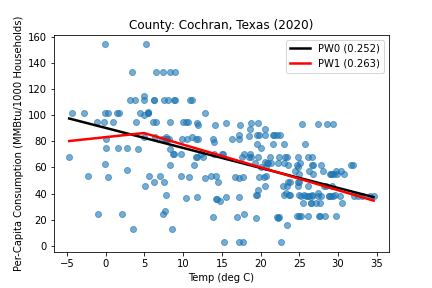 County: Cochran, Texas (2020)
PW0 (0.252)
PW1 (0.263)
Per-Capita Consumption (MMBtu/1000 Households)
160
140
120
100
80
60
40
20
0
−5 0 5 10 15 20 25 30 35
Temp (deg C)